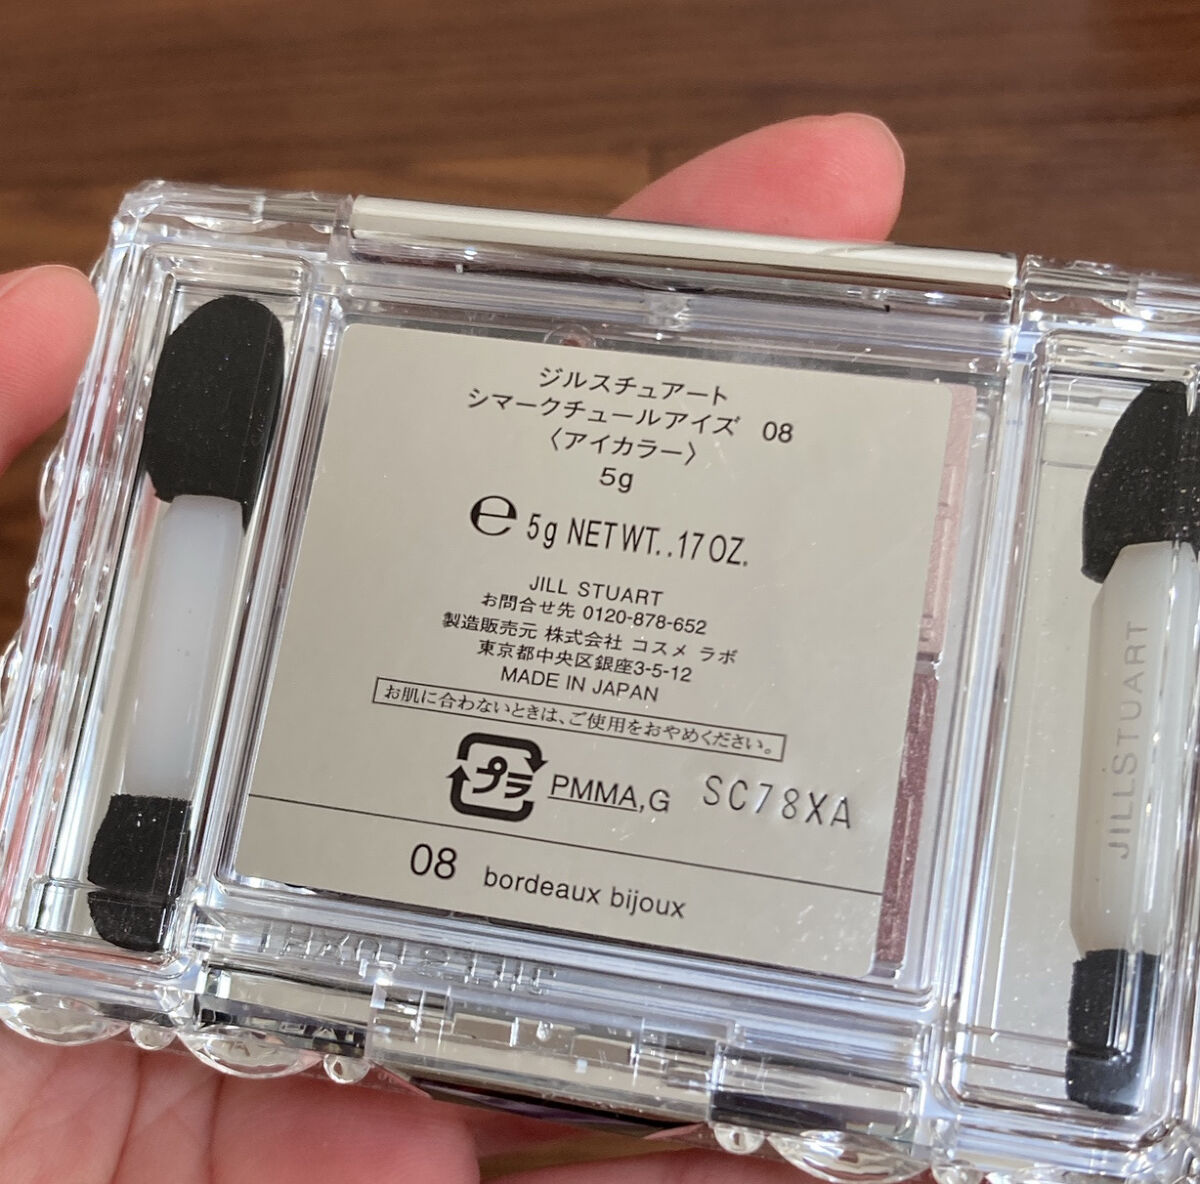 ジルスチュアート
シマークチュールアイズ 08
〈アイカラー〉
5g
℮ 5g NET WT. .17 OZ.
JILL STUART
お問合せ先 0120-878-652
製造販売元 株式会社 コスメ ラボ
東京都中央区銀座3-5-12
MADE IN JAPAN
お肌に合わないときは、ご使用をおやめください。
プラ PMMA,G SC78XA
08 bordeaux bijoux
JILLSTUART
JILL STUART